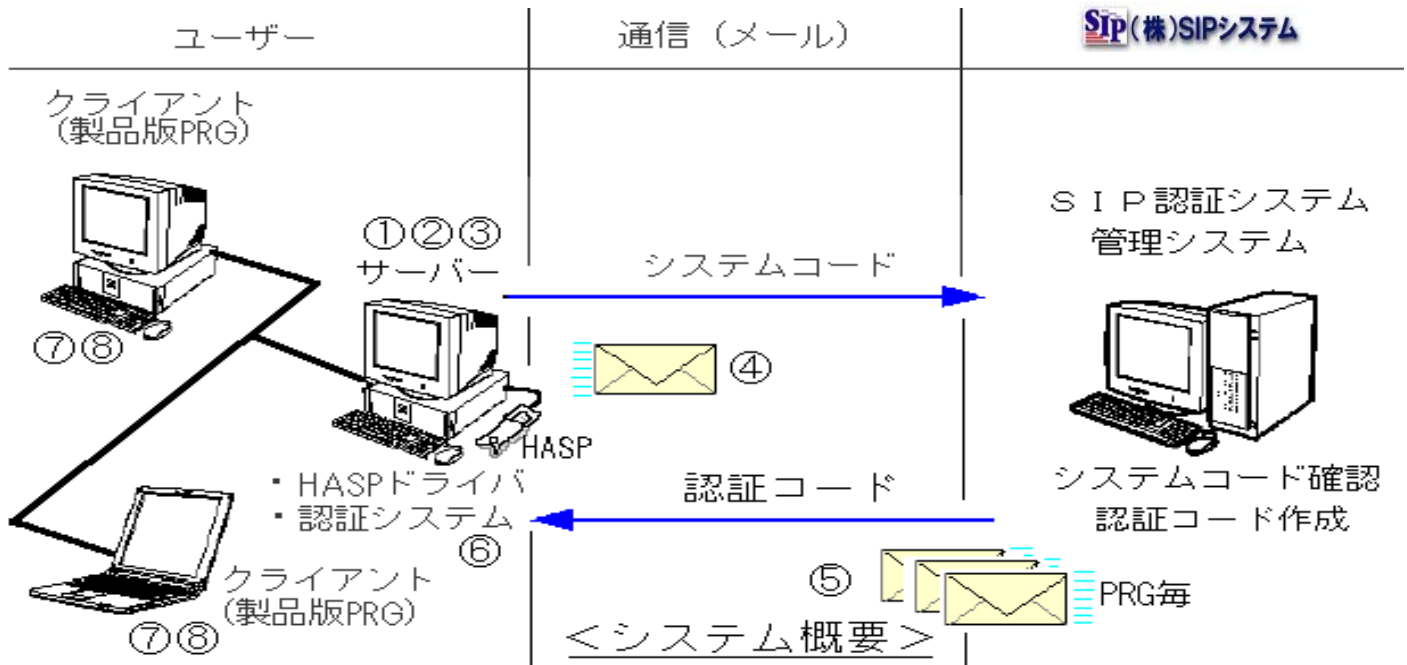 ユーザー
通信（メール）
SIP(株)SIPシステム
クライアント
(製品版PRG)
⑦⑧
①②③
サーバー
HASP
・HASPドライバ
・認証システム
⑥
クライアント
(製品版PRG)
⑦⑧
システムコード
④
認証コード
⑤
PRG毎
ＳＩＰ認証システム
管理システム
システムコード確認
認証コード作成
＜システム概要＞